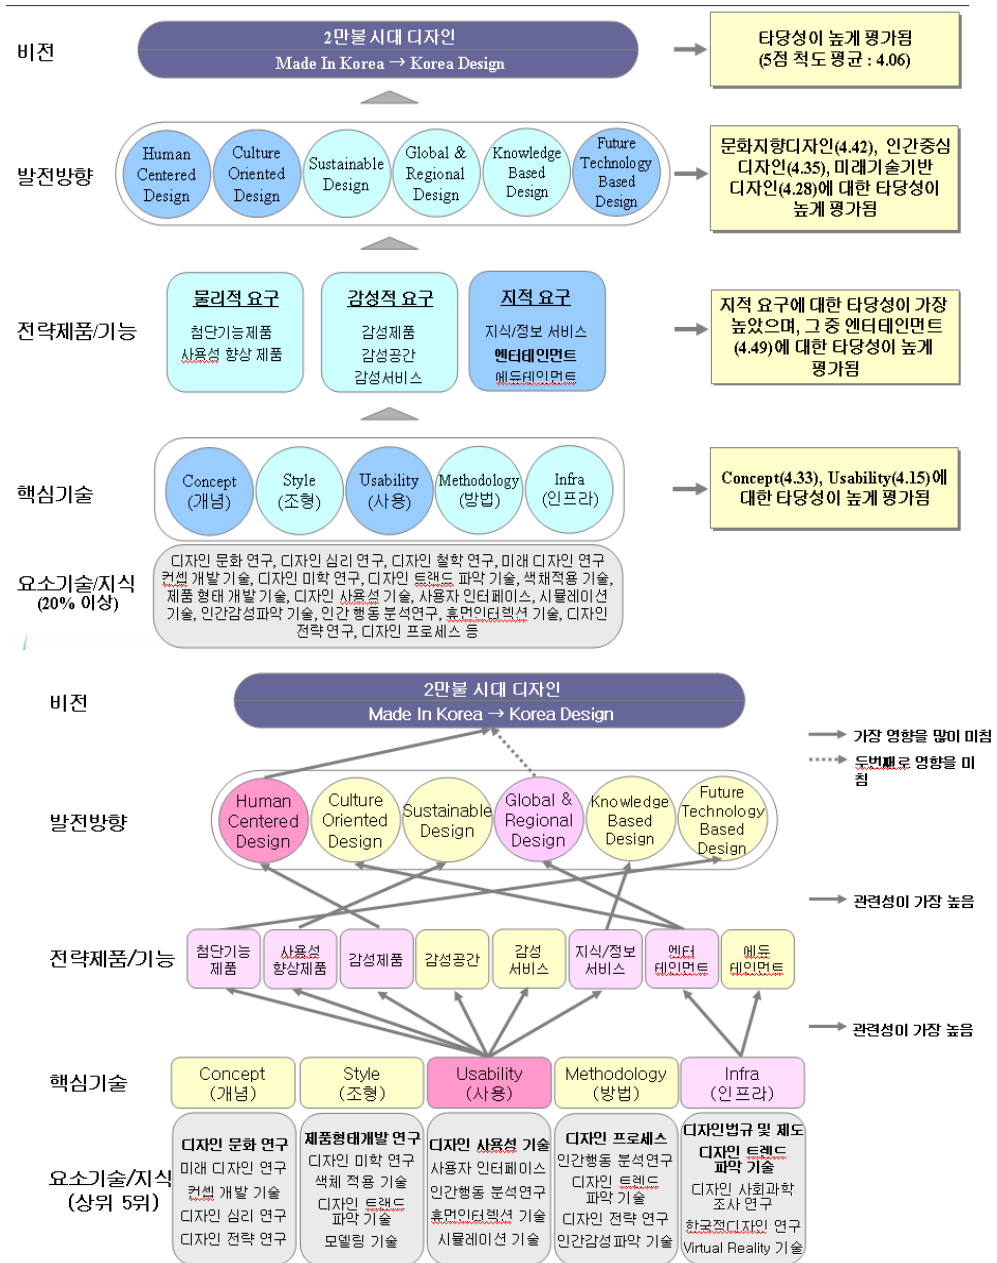 비전
2만불 시대 디자인
Made In Korea → Korea Design
타당성이 높게 평가됨
(5점 척도 평균 : 4.06)
발전방향
Human
Centered
Design
Culture
Oriented
Design
Sustainable
Design
Global &
Regional
Design
Knowledge
Based
Design
Future
Technology
Based
Design
문화지향디자인(4.42), 인간중심
디자인(4.35), 미래기술기반
디자인(4.28)에 대한 타당성이
높게 평가됨
전략제품/기능
물리적 요구
첨단기능제품
사용성 향상 제품
감성적 요구
감성제품
감성공간
감성서비스
지적 요구
지식/정보 서비스
엔터테인먼트
에듀테인먼트
지적 요구에 대한 타당성이 가장
높았으며, 그 중 엔터테인먼트
(4.49)에 대한 타당성이 높게
평가됨
핵심기술
Concept
(개념)
Style
(조형)
Usability
(사용)
Methodology
(방법)
Infra
(인프라)
Concept(4.33), Usability(4.15)에
대한 타당성이 높게 평가됨
요소기술/지식
(20% 이상)
디자인 문화 연구, 디자인 심리 연구, 디자인 철학 연구, 미래 디자인 연구
컨셉 개발 기술, 디자인 미학 연구, 디자인 트랜드 파악 기술, 색채적용 기술,
제품 형태 개발 기술, 디자인 사용성 기술, 사용자 인터페이스, 시뮬레이션
기술, 인간감성파악 기술, 인간 행동 분석연구, 휴먼인터렉션 기술, 디자인
전략 연구, 디자인 프로세스 등
비전
2만불 시대 디자인
Made In Korea → Korea Design
가장 영향을 많이 미침
두번째로 영향을 미
침
발전방향
Human
Centered
Design
Culture
Oriented
Design
Sustainable
Design
Global &
Regional
Design
Knowledge
Based
Design
Future
Technology
Based
Design
관련성이 가장 높음
전략제품/기능
첨단기능
제품
사용성
향상제품
감성제품
감성공간
감성
서비스
지식/정보
서비스
엔터
테인먼트
에듀
테인먼트
관련성이 가장 높음
핵심기술
Concept
(개념)
Style
(조형)
Usability
(사용)
Methodology
(방법)
Infra
(인프라)
요소기술/지식
(상위 5위)
디자인 문화 연구
미래 디자인 연구
컨셉 개발 기술
디자인 심리 연구
디자인 전략 연구
제품형태개발 연구
디자인 미학 연구
색체 적용 기술
디자인 트랜드
파악 기술
모델링 기술
디자인 사용성 기술
사용자 인터페이스
인간행동 분석연구
휴먼인터렉션 기술
시뮬레이션 기술
디자인 프로세스
인간행동 분석연구
디자인 트렌드
파악 기술
디자인 전략 연구
인간감성파악 기술
디자인법규 및 제도
디자인 트렌드
파악 기술
디자인 사회과학
조사 연구
한국적디자인 연구
Virtual Reality 기술